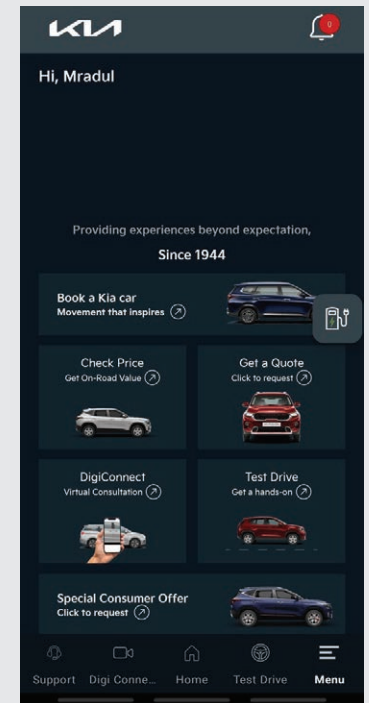 KIA
0
Hi, Mradul
Providing experiences beyond expectation,
Since 1944
Book a Kia car
Movement that inspires
Check Price
Get On-Road Value
Get a Quote
Click to request
DigiConnect
Virtual Consultation
Test Drive
Get a hands-on
Special Consumer Offer
Click to request
Support Digi Conne... Home Test Drive Menu